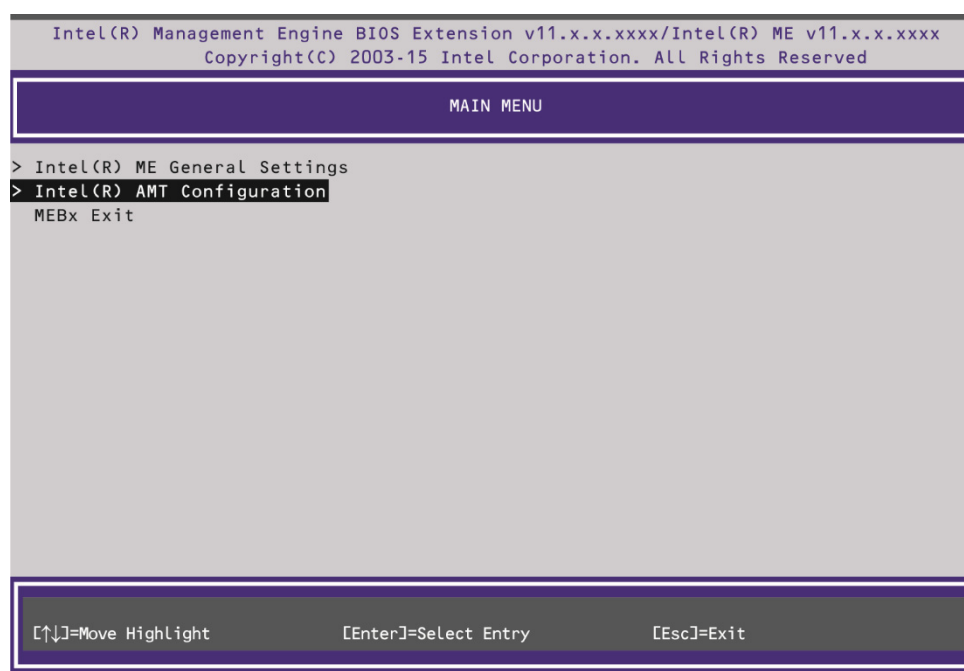 Intel(R) Management Engine BIOS Extension v11.x.x.xxxx/Intel(R) ME v11.x.x.xxxx
Copyright(C) 2003-15 Intel Corporation. All Rights Reserved
MAIN MENU
> Intel(R) ME General Settings
> Intel(R) AMT Configuration
MEBx Exit
[↑↓]=Move Highlight [Enter]=Select Entry [Esc]=Exit